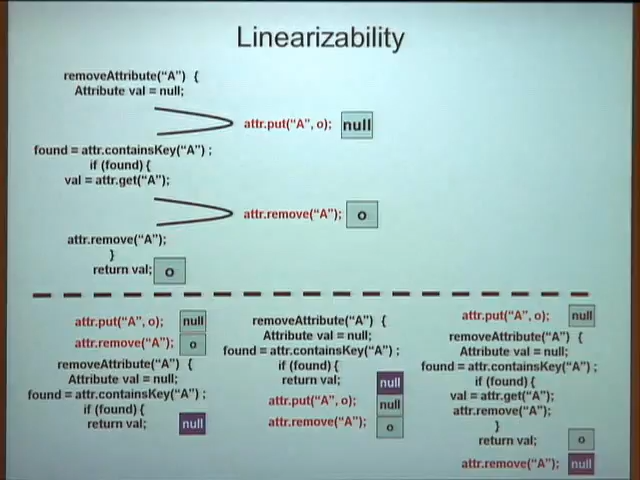 Linearizability
removeAttribute("A") {
Attribute val = null;
attr.put("A", o); null
found = attr.containsKey("A") ;
if (found) {
val = attr.get("A");
attr.remove("A"); o
attr.remove("A");
}
return val; o
attr.put("A", o); null
attr.remove("A"); o
removeAttribute("A") {
Attribute val = null;
found = attr.containsKey("A") ;
if (found) {
return val; null
removeAttribute("A") {
Attribute val = null;
found = attr.containsKey("A") ;
if (found) {
return val; null
attr.put("A", o); null
attr.remove("A"); o
attr.put("A", o); null
removeAttribute("A") {
Attribute val = null;
found = attr.containsKey("A") ;
if (found) {
val = attr.get("A");
attr.remove("A");
}
return val; o
attr.remove("A"); null